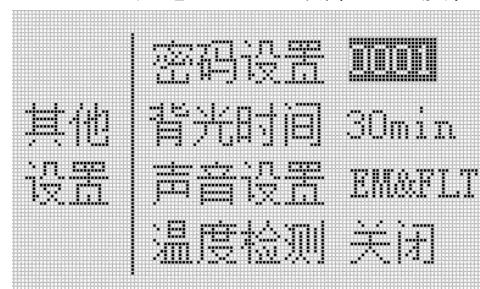 其他
设置
密码设置 0001
背光时间 30min
声音设置 EM&FLT
温度检测 关闭